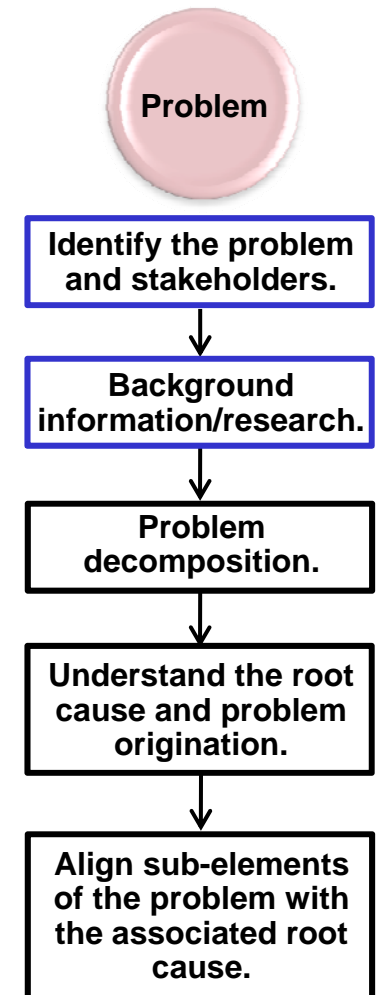 Problem
Identify the problem
and stakeholders.
Background
information/research.
Problem
decomposition.
Understand the root
cause and problem
origination.
Align sub-elements
of the problem with
the associated root
cause.